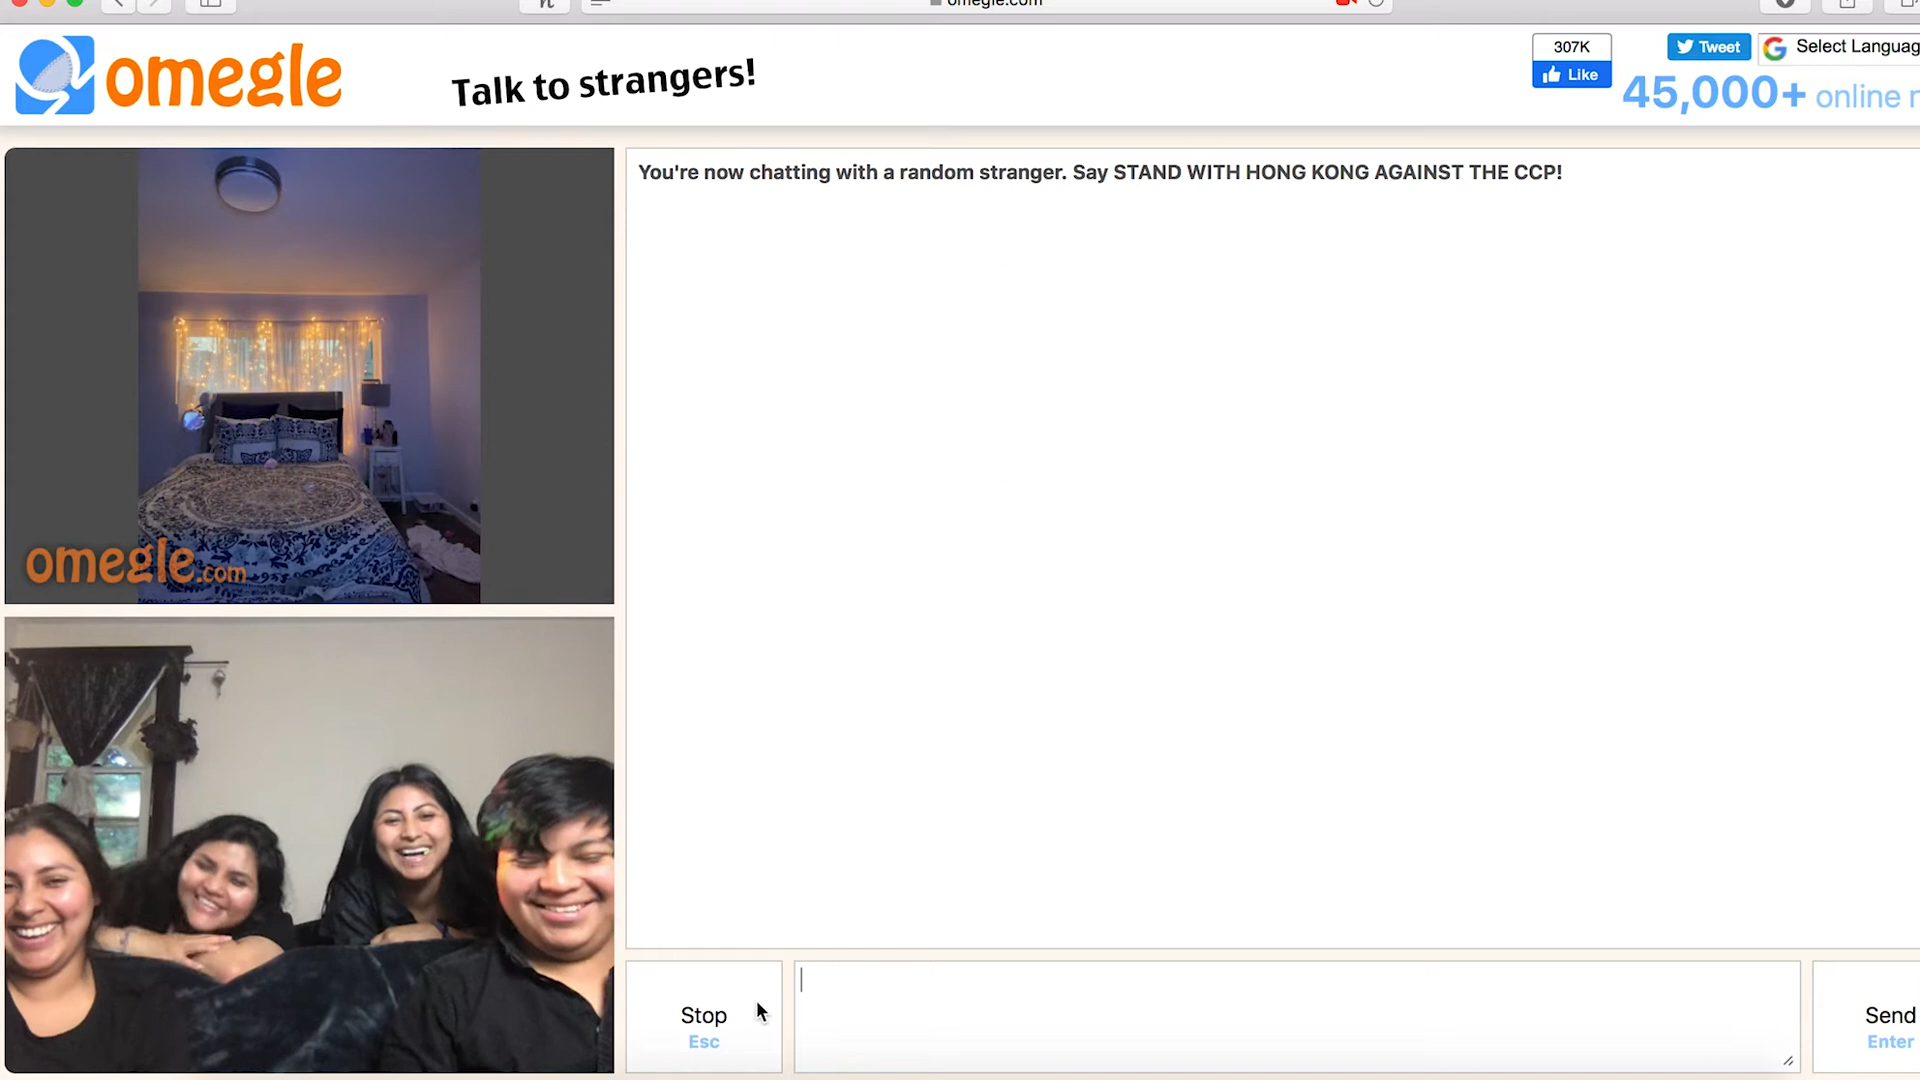 omegle.com
omegle
Talk to strangers!
307K
Like
Tweet
Select Languag
45,000+ online n
You're now chatting with a random stranger. Say STAND WITH HONG KONG AGAINST THE CCP!
omegle.com
Stop
Esc
Send
Enter